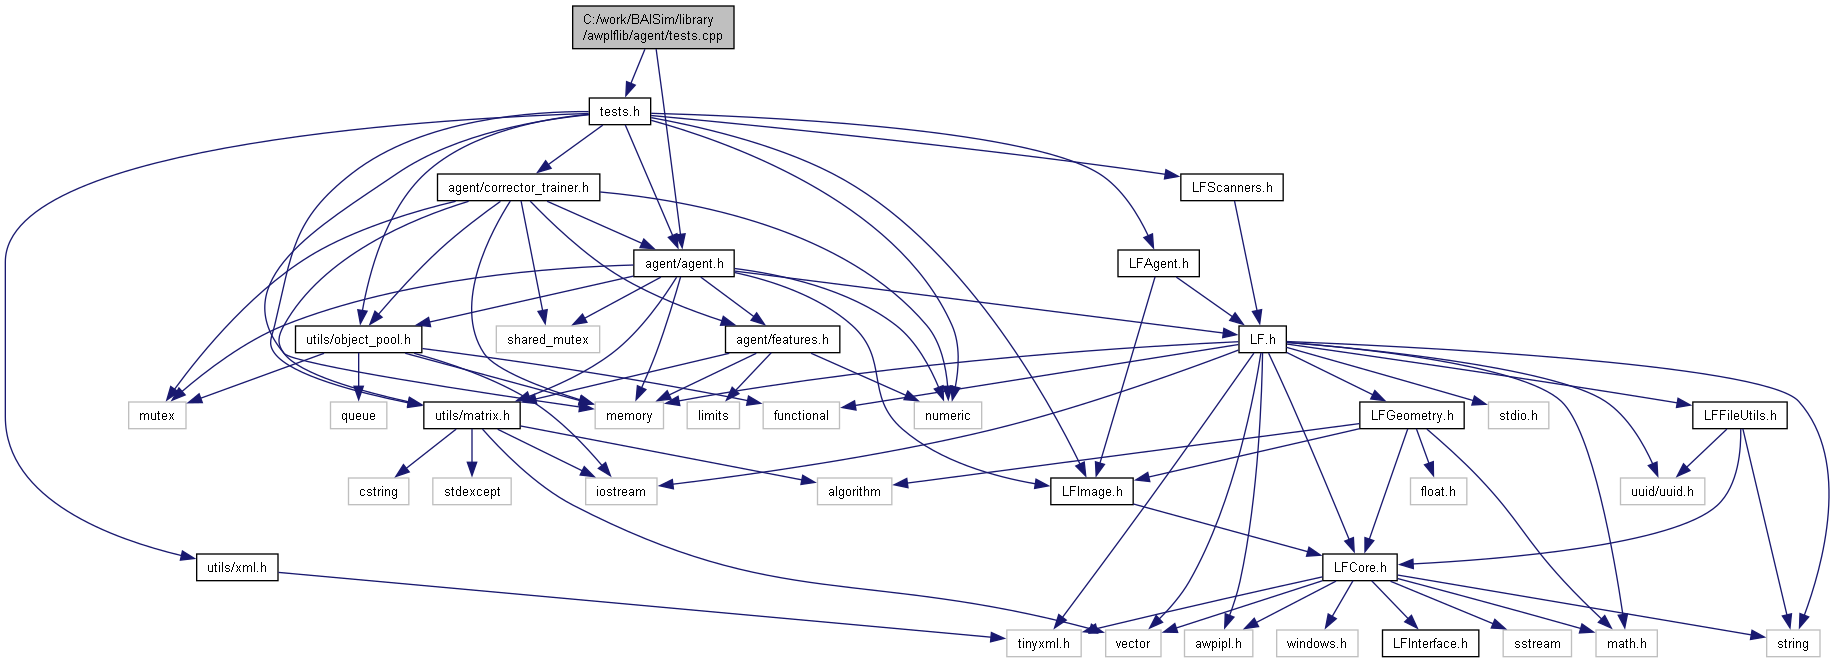 C:/work/BAISim/library
/awplflib/agent/tests.cpp
tests.h
agent/corrector_trainer.h
LFScanners.h
agent/agent.h
LFAgent.h
utils/object_pool.h
shared_mutex
agent/features.h
LF.h
mutex
queue
utils/matrix.h
memory
limits
functional
numeric
LFGeometry.h
stdio.h
LFFileUtils.h
cstring
stdexcept
iostream
algorithm
LFImage.h
float.h
uuid/uuid.h
utils/xml.h
LFCore.h
tinyxml.h
vector
awpipl.h
windows.h
LFInterface.h
sstream
math.h
string